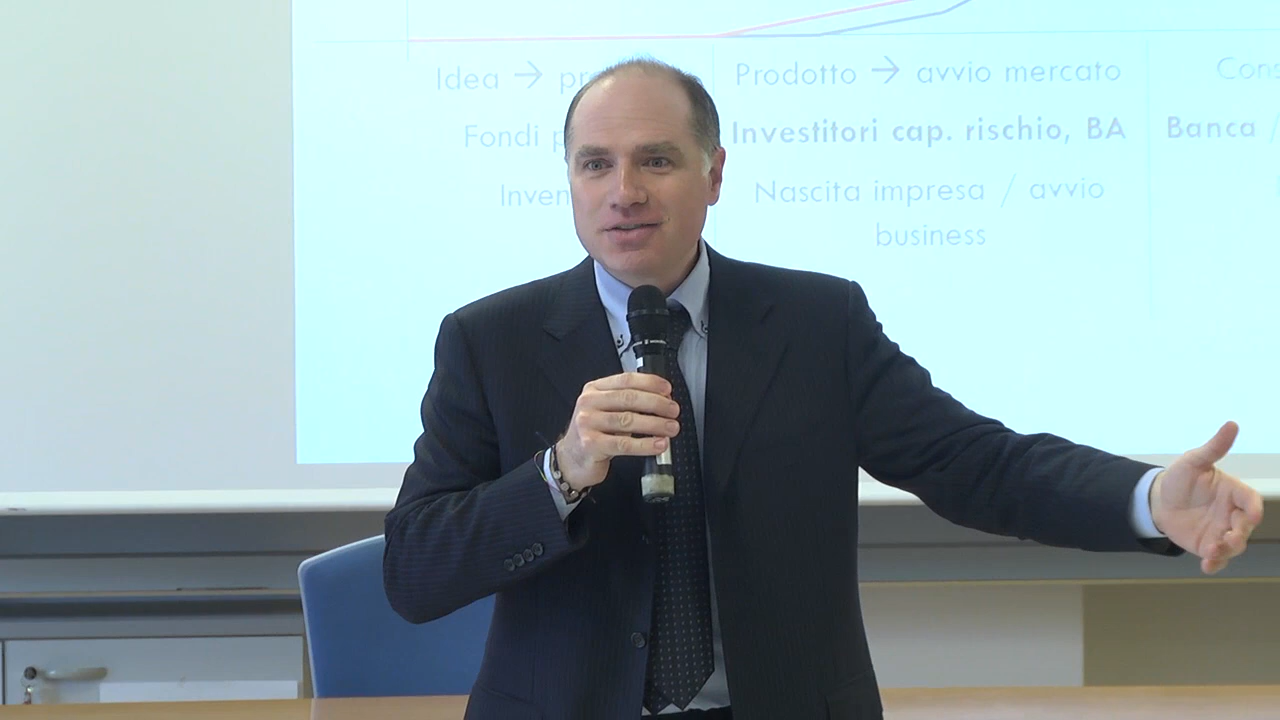 Idea → Prodotto → avvio mercato
Fondi Investitori cap. rischio, BA Banca /
Nascita impresa / avvio
business